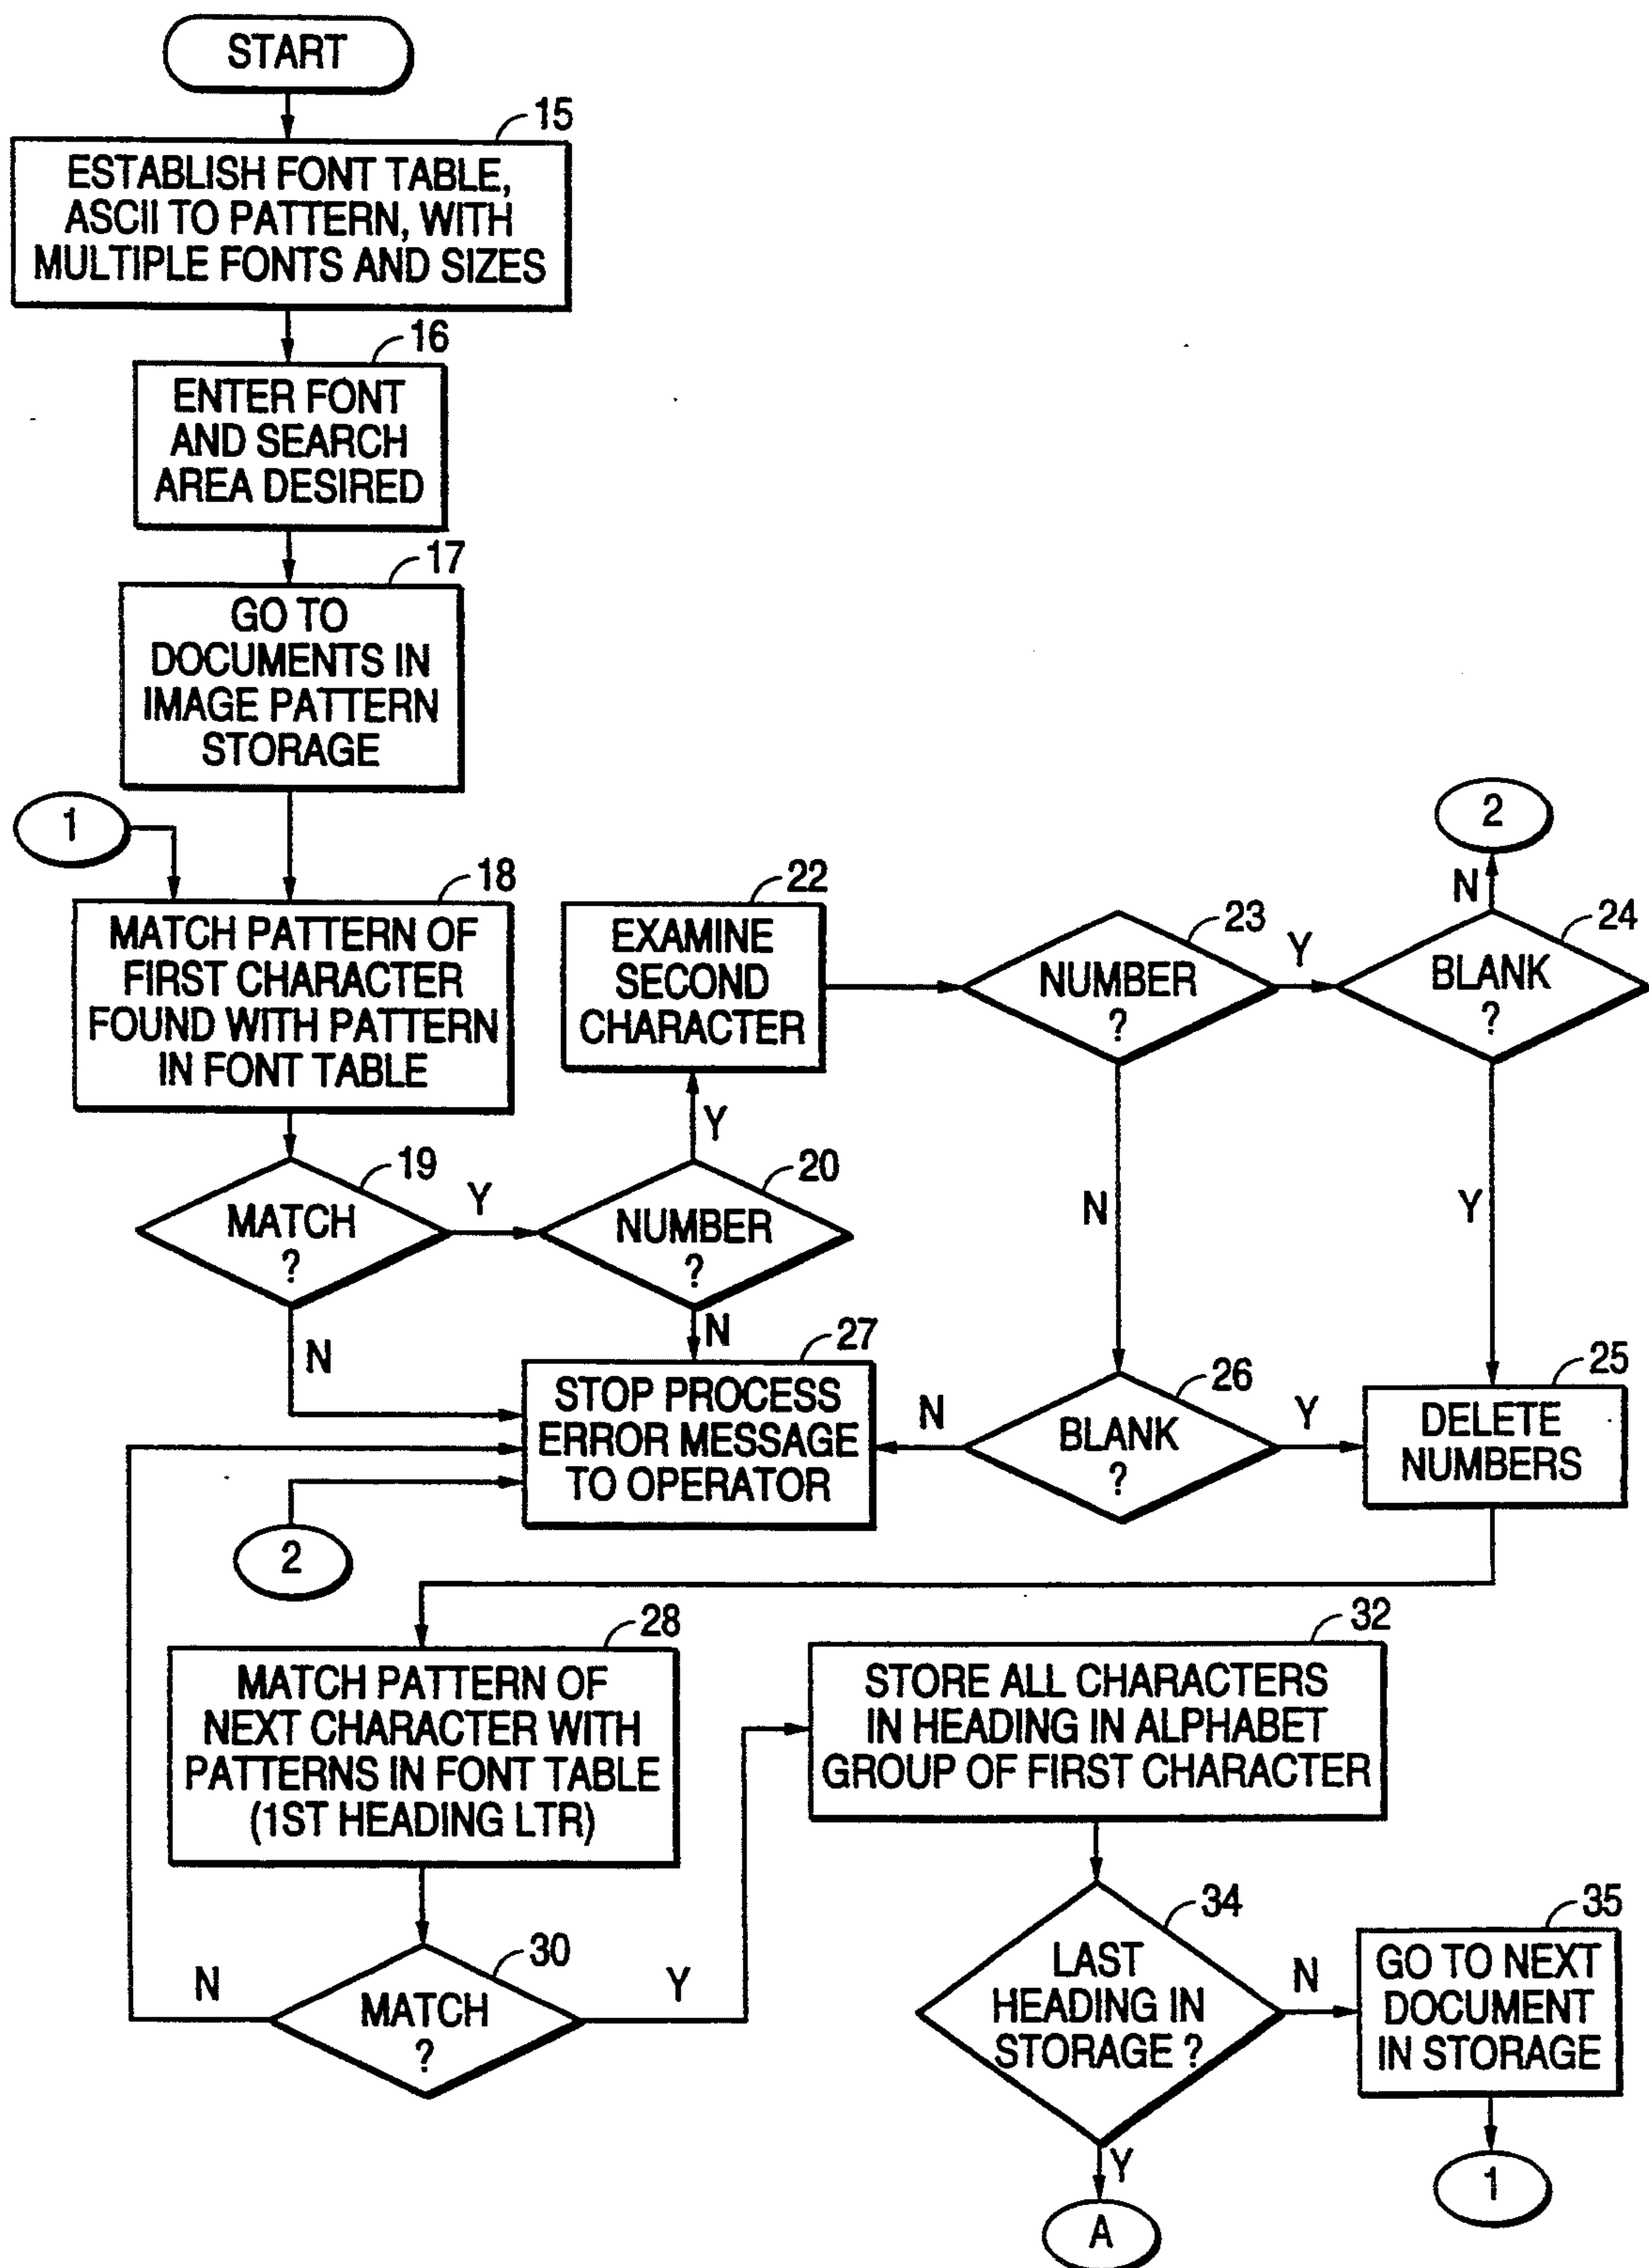 START
15
ESTABLISH FONT TABLE,
ASCII TO PATTERN, WITH
MULTIPLE FONTS AND SIZES
16
ENTER FONT
AND SEARCH
AREA DESIRED
17
GO TO
DOCUMENTS IN
IMAGE PATTERN
STORAGE
1
18
MATCH PATTERN OF
FIRST CHARACTER
FOUND WITH PATTERN
IN FONT TABLE
19
MATCH
?
Y
N
20
NUMBER
?
Y
N
22
EXAMINE
SECOND
CHARACTER
23
NUMBER
?
Y
N
24
BLANK
?
N
2
Y
25
DELETE
NUMBERS
26
BLANK
?
Y
N
27
STOP PROCESS
ERROR MESSAGE
TO OPERATOR
2
28
MATCH PATTERN OF
NEXT CHARACTER WITH
PATTERNS IN FONT TABLE
(1ST HEADING LTR)
30
MATCH
?
N
Y
32
STORE ALL CHARACTERS
IN HEADING IN ALPHABET
GROUP OF FIRST CHARACTER
34
LAST
HEADING IN
STORAGE ?
N
Y
A
35
GO TO NEXT
DOCUMENT
IN STORAGE
1